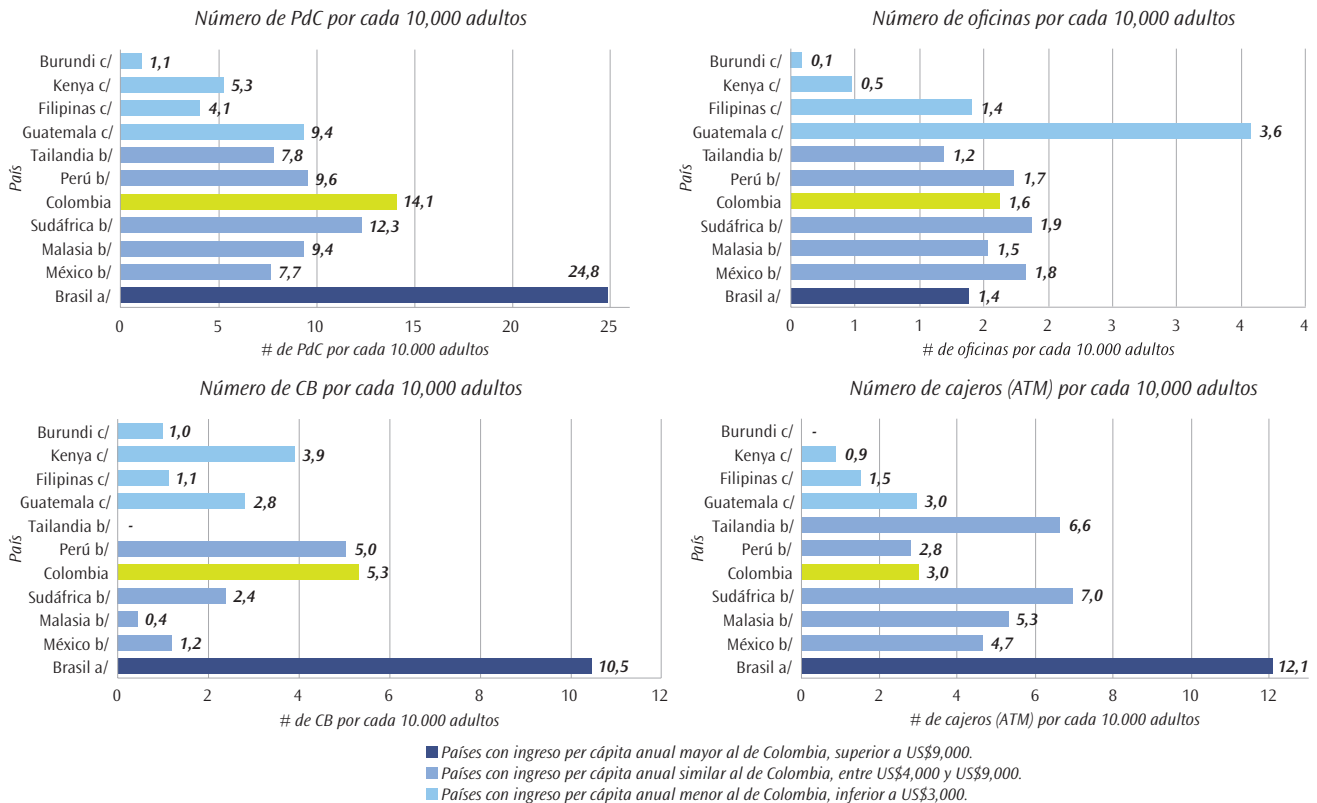 Número de PdC por cada 10,000 adultos
País
Burundi c/ 1,1
Kenya c/ 5,3
Filipinas c/ 4,1
Guatemala c/ 9,4
Tailandia b/ 7,8
Perú b/ 9,6
Colombia 14,1
Sudáfrica b/ 12,3
Malasia b/ 9,4
México b/ 7,7
Brasil a/ 24,8
0 5 10 15 20 25
# de PdC por cada 10.000 adultos
Número de oficinas por cada 10,000 adultos
País
Burundi c/ 0,1
Kenya c/ 0,5
Filipinas c/ 1,4
Guatemala c/ 3,6
Tailandia b/ 1,2
Perú b/ 1,7
Colombia 1,6
Sudáfrica b/ 1,9
Malasia b/ 1,5
México b/ 1,8
Brasil a/ 1,4
0 1 1 2 2 3 3 4 4
# de oficinas por cada 10.000 adultos
Número de CB por cada 10,000 adultos
País
Burundi c/ 1,0
Kenya c/ 3,9
Filipinas c/ 1,1
Guatemala c/ 2,8
Tailandia b/ -
Perú b/ 5,0
Colombia 5,3
Sudáfrica b/ 2,4
Malasia b/ 0,4
México b/ 1,2
Brasil a/ 10,5
0 2 4 6 8 10 12
# de CB por cada 10.000 adultos
Número de cajeros (ATM) por cada 10,000 adultos
País
Burundi c/ -
Kenya c/ 0,9
Filipinas c/ 1,5
Guatemala c/ 3,0
Tailandia b/ 6,6
Perú b/ 2,8
Colombia 3,0
Sudáfrica b/ 7,0
Malasia b/ 5,3
México b/ 4,7
Brasil a/ 12,1
0 2 4 6 8 10 12
# de cajeros (ATM) por cada 10.000 adultos
Países con ingreso per cápita anual mayor al de Colombia, superior a US$9,000.
Países con ingreso per cápita anual similar al de Colombia, entre US$4,000 y US$9,000.
Países con ingreso per cápita anual menor al de Colombia, inferior a US$3,000.